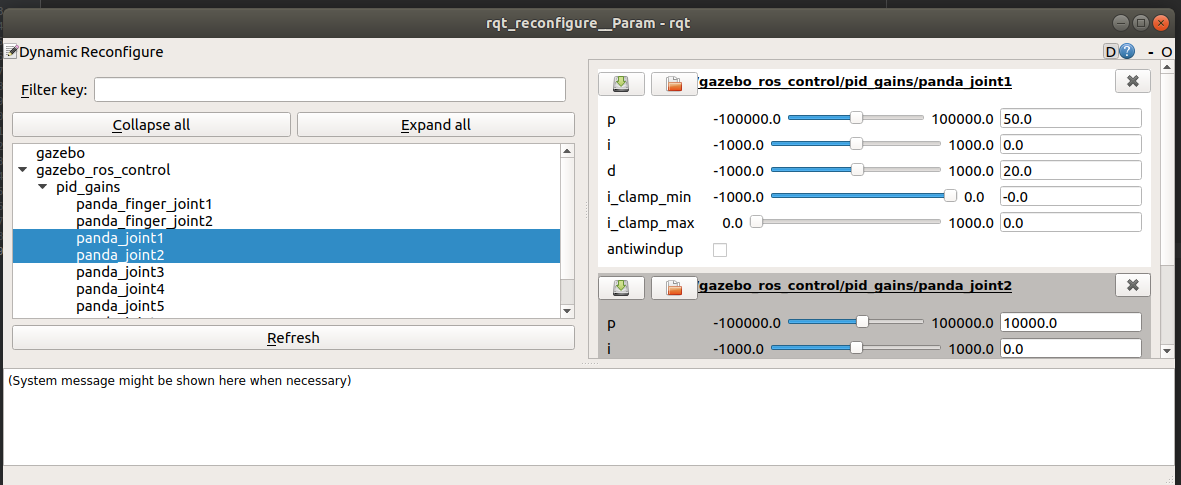 rqt_reconfigure__Param - rqt
Dynamic Reconfigure
D ? - O
Filter key:
Collapse all
Expand all
gazebo
gazebo_ros_control
pid_gains
panda_finger_joint1
panda_finger_joint2
panda_joint1
panda_joint2
panda_joint3
panda_joint4
panda_joint5
Refresh
/gazebo_ros_control/pid_gains/panda_joint1
p -100000.0 100000.0 50.0
i -1000.0 1000.0 0.0
d -1000.0 1000.0 20.0
i_clamp_min -1000.0 0.0 -0.0
i_clamp_max 0.0 1000.0 0.0
antiwindup
/gazebo_ros_control/pid_gains/panda_joint2
p -100000.0 100000.0 10000.0
i -1000.0 1000.0 0.0
(System message might be shown here when necessary)